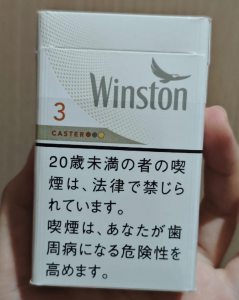 Winston
3
CASTER
20歳未満の者の喫
煙は、法律で禁じら
れています。
喫煙は、あなたが歯
周病になる危険性を
高めます。